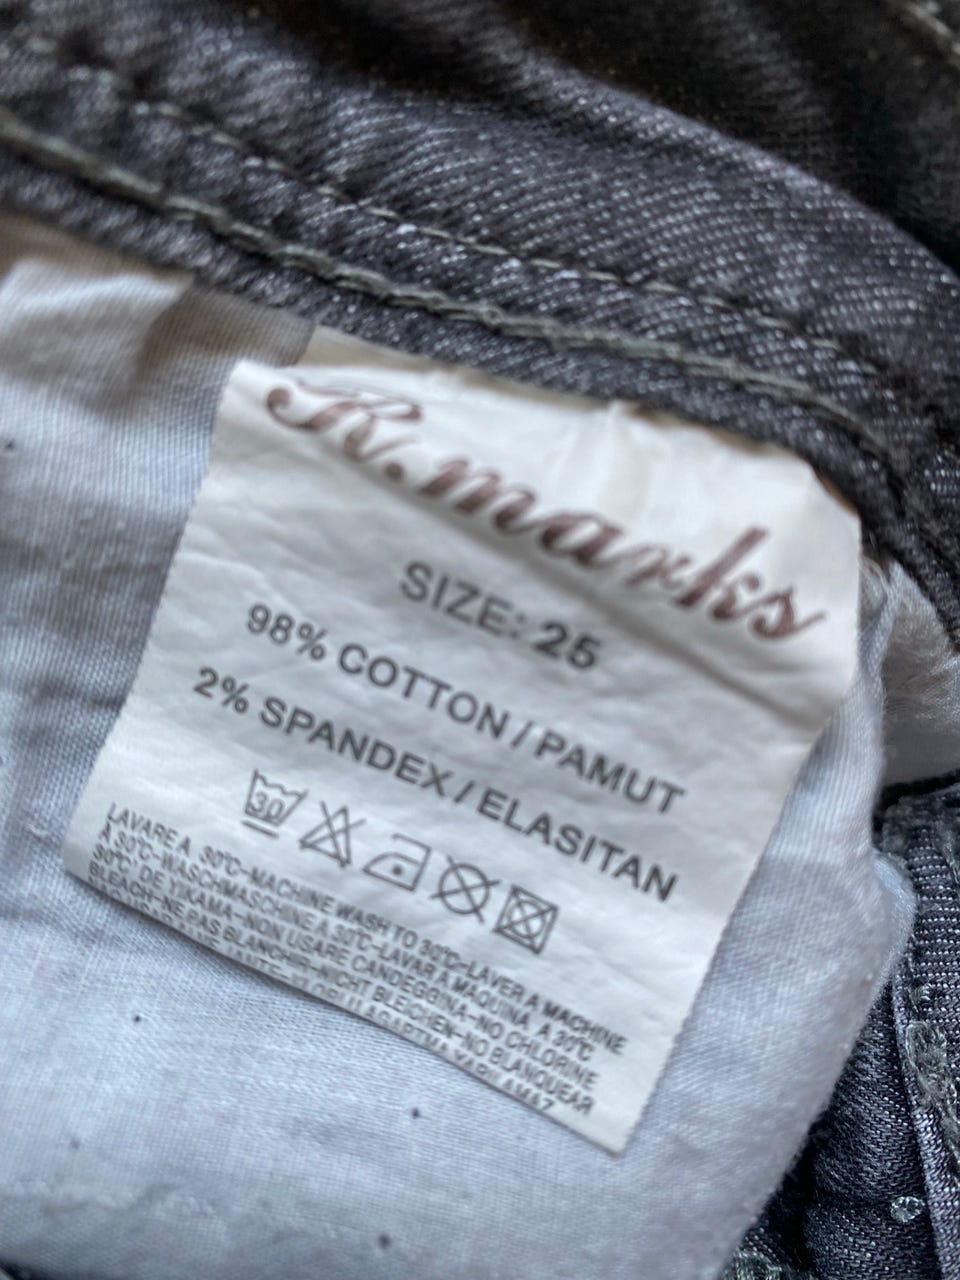 R.marks
SIZE: 25
98% COTTON / PAMUT
2% SPANDEX / ELASITAN
30
LAVARE A 30℃-MACHINE WASH TO 30℃-LAVER A MACHINE
A 30℃-WASCHMASCHINE A 30℃-LAVAR A MAQUINA A 30℃
30℃' DE YIKAMA-NON USARE CANDEGGINA-NO CHLORINE
BLEACH-NE PAS BLANCHIR-NICHT BLEICHEN-NO BLANQUEAR